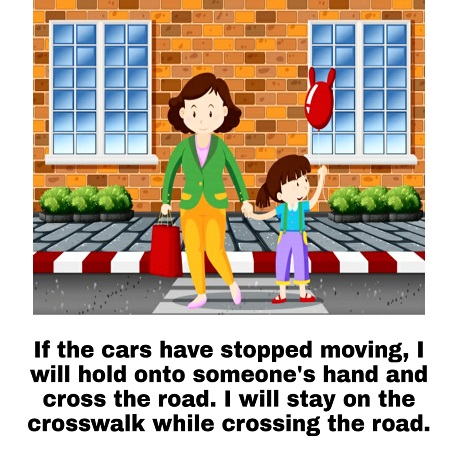 If the cars have stopped moving, I
will hold onto someone's hand and
cross the road. I will stay on the
crosswalk while crossing the road.